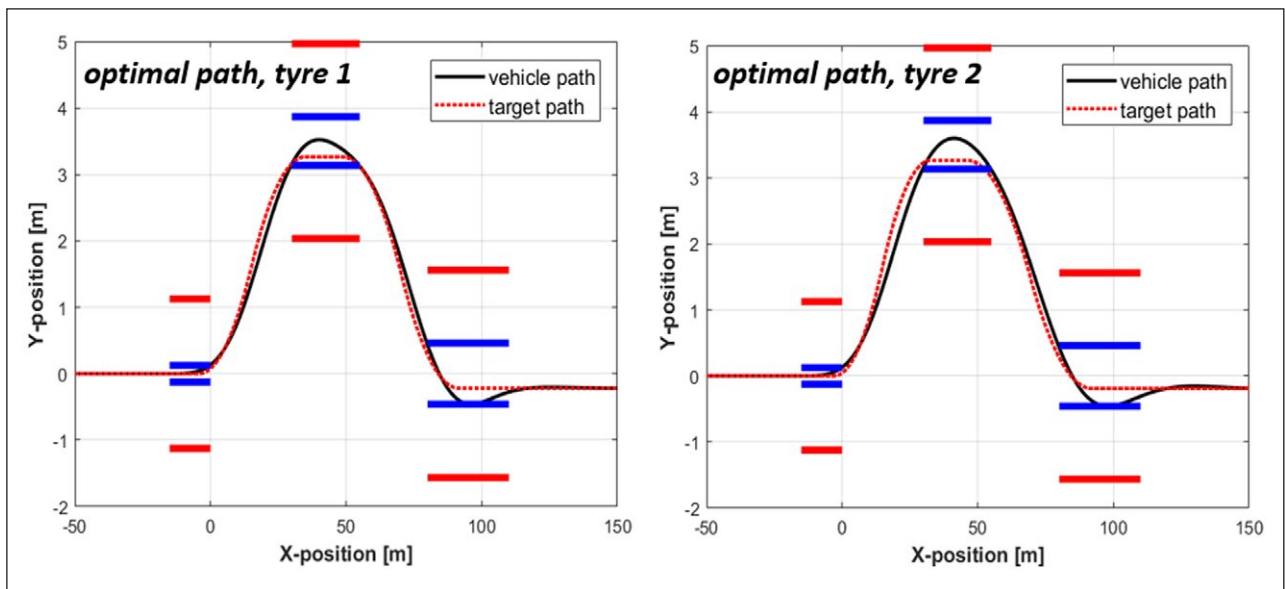 optimal path, tyre 1
vehicle path
target path
5
4
3
2
1
0
-1
-2
Y-position [m]
-50
0
50
100
150
X-position [m]
optimal path, tyre 2
vehicle path
target path
5
4
3
2
1
0
-1
-2
Y-position [m]
-50
0
50
100
150
X-position [m]